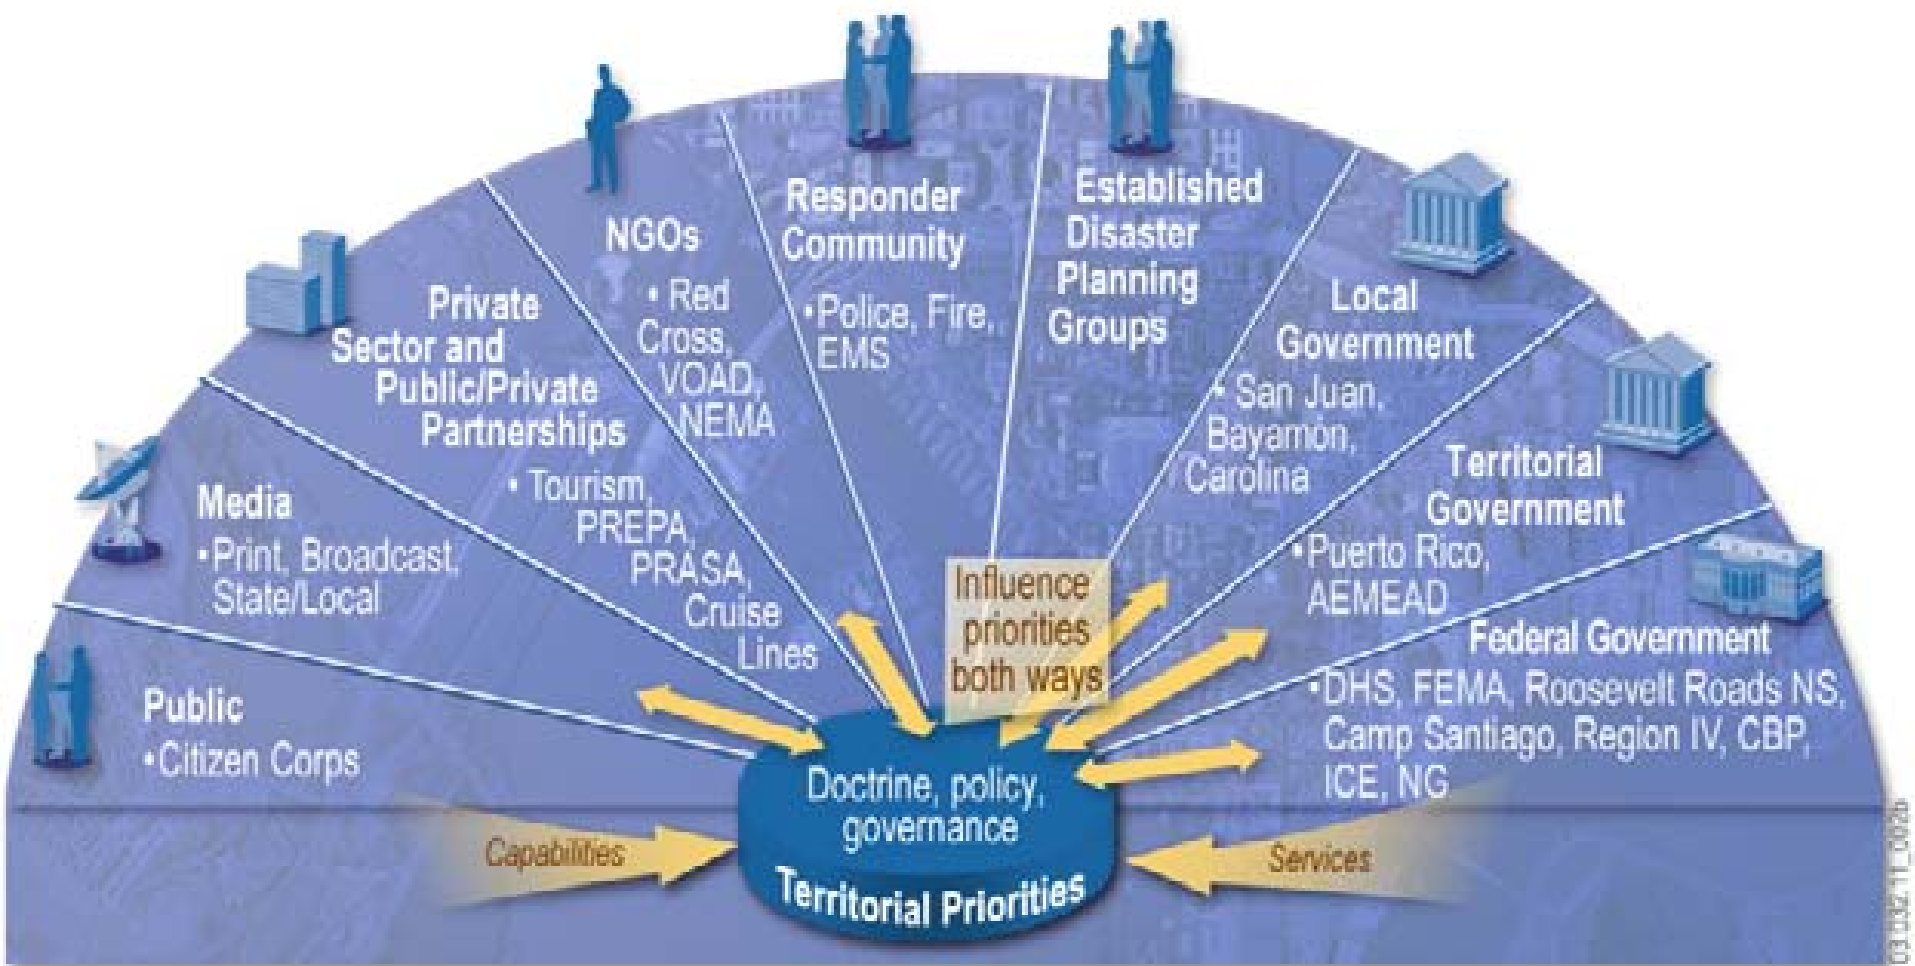 Public
•Citizen Corps
Media
•Print, Broadcast,
State/Local
Private
Sector and
Public/Private
Partnerships
• Tourism,
PREPA,
PRASA,
Cruise
Lines
NGOs
• Red
Cross,
VOAD,
NEMA
Responder
Community
•Police, Fire,
EMS
Established
Disaster
Planning
Groups
Local
Government
• San Juan,
Bayamón,
Carolina
Territorial
Government
•Puerto Rico,
AEMEAD
Federal Government
•DHS, FEMA, Roosevelt Roads NS,
Camp Santiago, Region IV, CBP,
ICE, NG
Influence
priorities
both ways
Doctrine, policy,
governance
Territorial Priorities
Capabilities
Services
03 032.11_002b